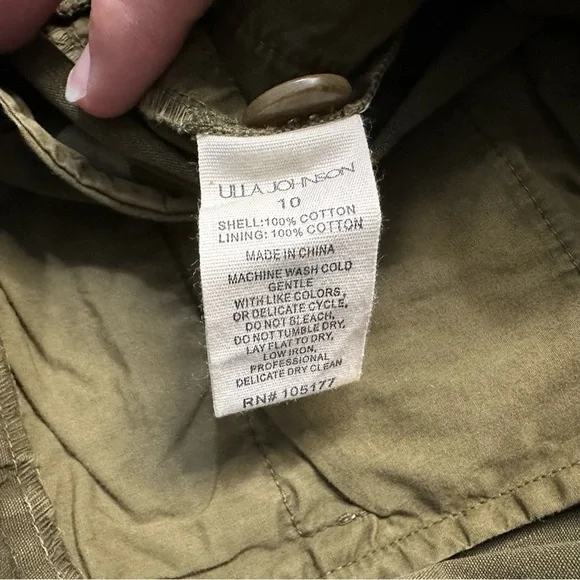 ULLA JOHNSON
10
SHELL:100% COTTON
LINING: 100% COTTON
MADE IN CHINA
MACHINE WASH COLD
GENTLE
WITH LIKE COLORS,
OR DELICATE CYCLE,
DO NOT BLEACH,
DO NOT TUMBLE DRY,
LAY FLAT TO DRY,
LOW IRON,
PROFESSIONAL
DELICATE DRY CLEAN
RN# 105177